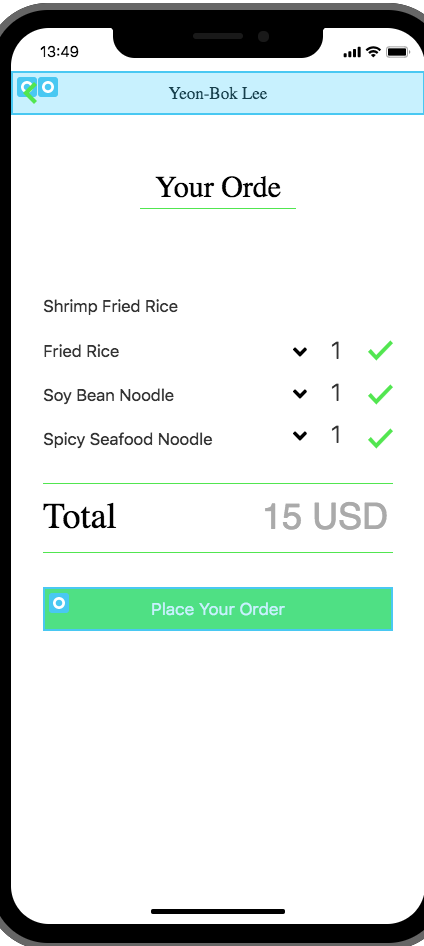 13:49
Yeon-Bok Lee
Your Orde
Shrimp Fried Rice
Fried Rice 1
Soy Bean Noodle 1
Spicy Seafood Noodle 1
Total 15 USD
Place Your Order